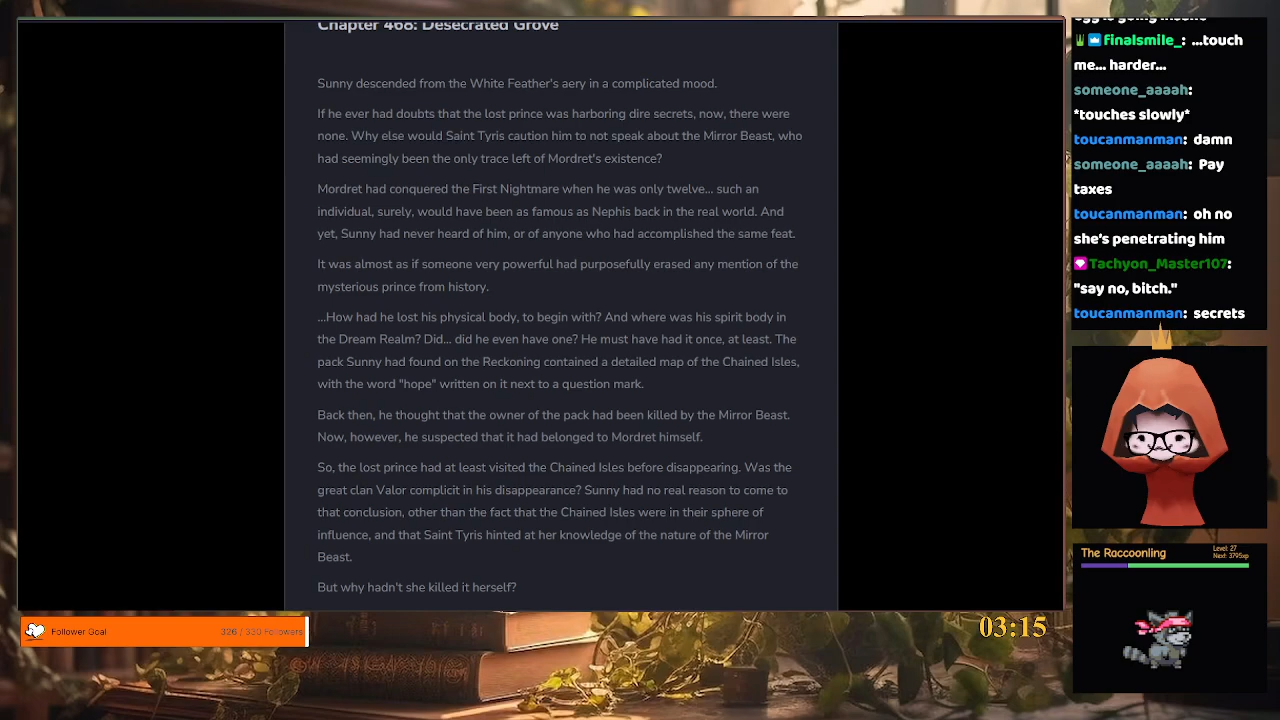 Chapter 468: Desecrated Grove
Sunny descended from the White Feather's aery in a complicated mood.
If he ever had doubts that the lost prince was harboring dire secrets, now, there were
none. Why else would Saint Tyris caution him to not speak about the Mirror Beast, who
had seemingly been the only trace left of Mordret's existence?
Mordret had conquered the First Nightmare when he was only twelve... such an
individual, surely, would have been as famous as Nephis back in the real world. And
yet, Sunny had never heard of him, or of anyone who had accomplished the same feat.
It was almost as if someone very powerful had purposefully erased any mention of the
mysterious prince from history.
...How had he lost his physical body, to begin with? And where was his spirit body in
the Dream Realm? Did... did he even have one? He must have had it once, at least. The
pack Sunny had found on the Reckoning contained a detailed map of the Chained Isles,
with the word "hope" written on it next to a question mark.
Back then, he thought that the owner of the pack had been killed by the Mirror Beast.
Now, however, he suspected that it had belonged to Mordret himself.
So, the lost prince had at least visited the Chained Isles before disappearing. Was the
great clan Valor complicit in his disappearance? Sunny had no real reason to come to
that conclusion, other than the fact that the Chained Isles were in their sphere of
influence, and that Saint Tyris hinted at her knowledge of the nature of the Mirror
Beast.
But why hadn't she killed it herself?
egg is going insane
finalsmile_: ...touch
me... harder...
someone_aaaah:
*touches slowly*
toucanmanman: damn
someone_aaaah: Pay
taxes
toucanmanman: oh no
she's penetrating him
Tachyon_Master107:
"say no, bitch."
toucanmanman: secrets
The Raccoonling
Level: 27
Next: 3795xp
Follower Goal
326 / 330 Followers
03:15